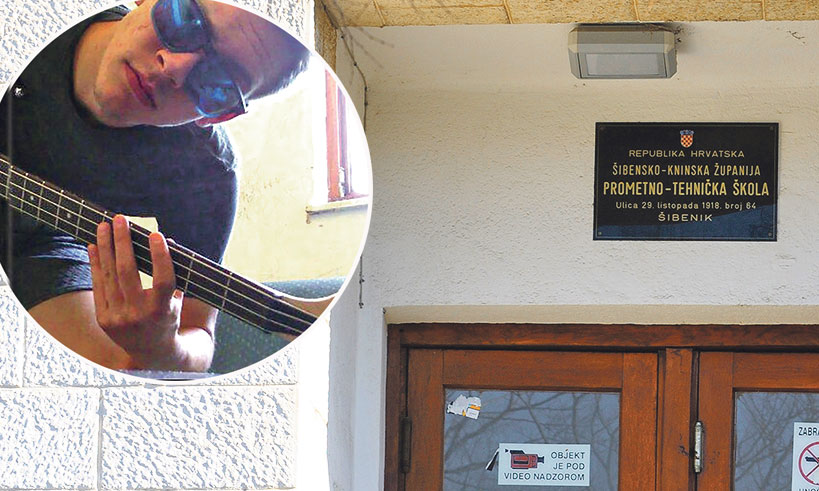 REPUBLIKA HRVATSKA
ŠIBENSKO-KNINSKA ŽUPANIJA
PROMETNO-TEHNIČKA ŠKOLA
Ulica 29. listopada 1918. broj 64
ŠIBENIK
OBJEKT
JE POD
VIDEO NADZOROM